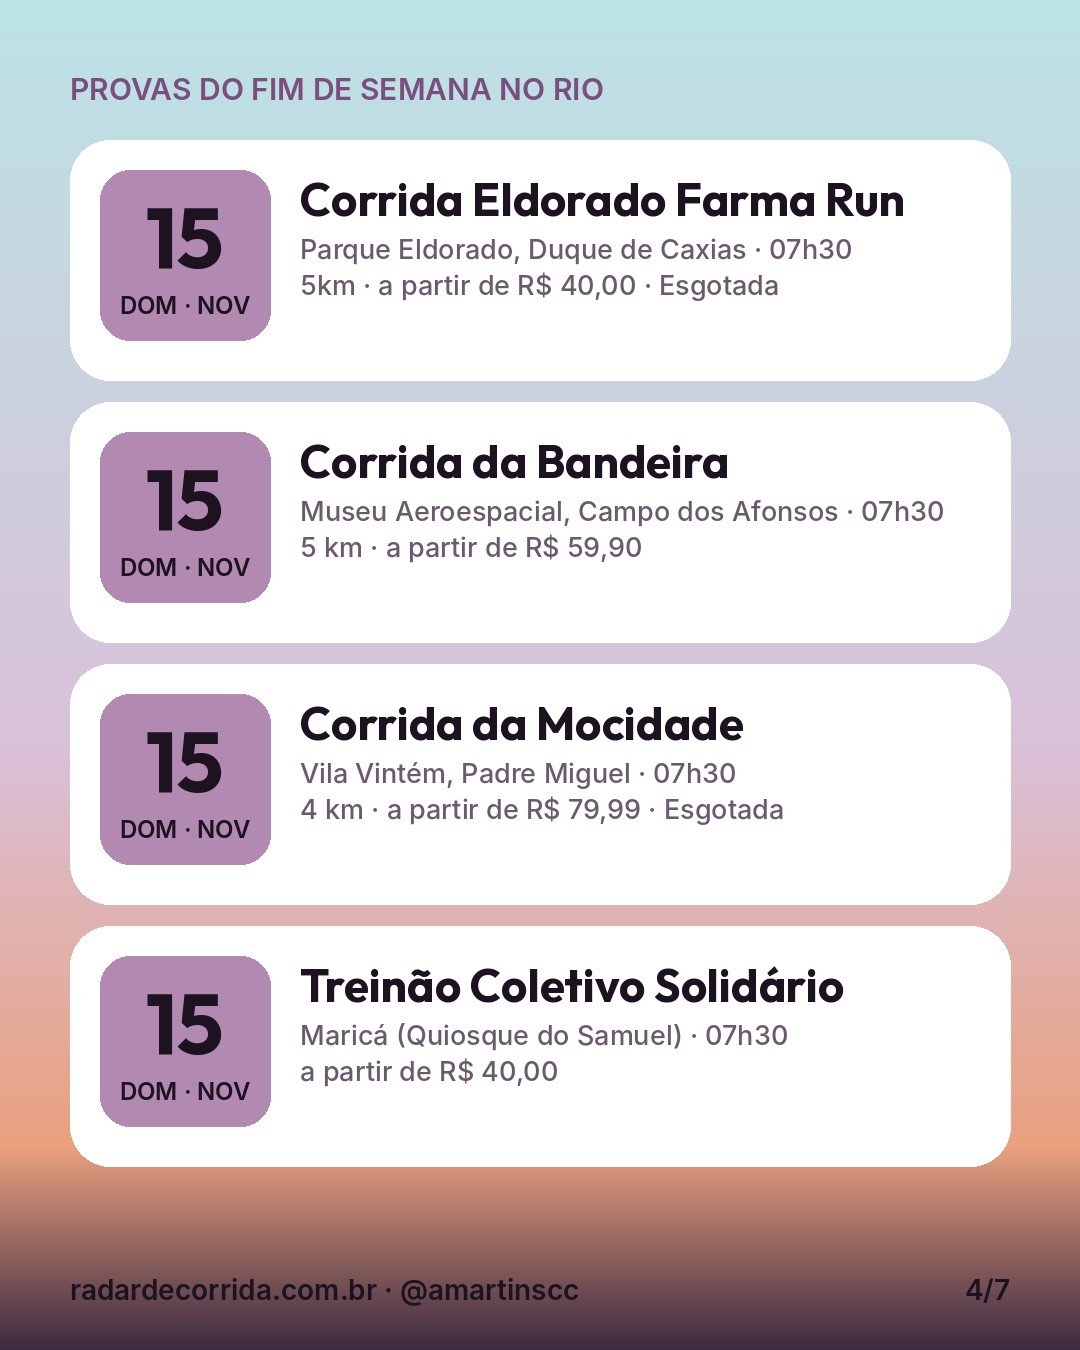 PROVAS DO FIM DE SEMANA NO RIO
15
DOM · NOV
Corrida Eldorado Farma Run
Parque Eldorado, Duque de Caxias · 07h30
5km · a partir de R$ 40,00 · Esgotada
15
DOM · NOV
Corrida da Bandeira
Museu Aeroespacial, Campo dos Afonsos · 07h30
5 km · a partir de R$ 59,90
15
DOM · NOV
Corrida da Mocidade
Vila Vintém, Padre Miguel · 07h30
4 km · a partir de R$ 79,99 · Esgotada
15
DOM · NOV
Treinão Coletivo Solidário
Maricá (Quiosque do Samuel) · 07h30
a partir de R$ 40,00
radardecorrida.com.br · @amartinscc
4/7